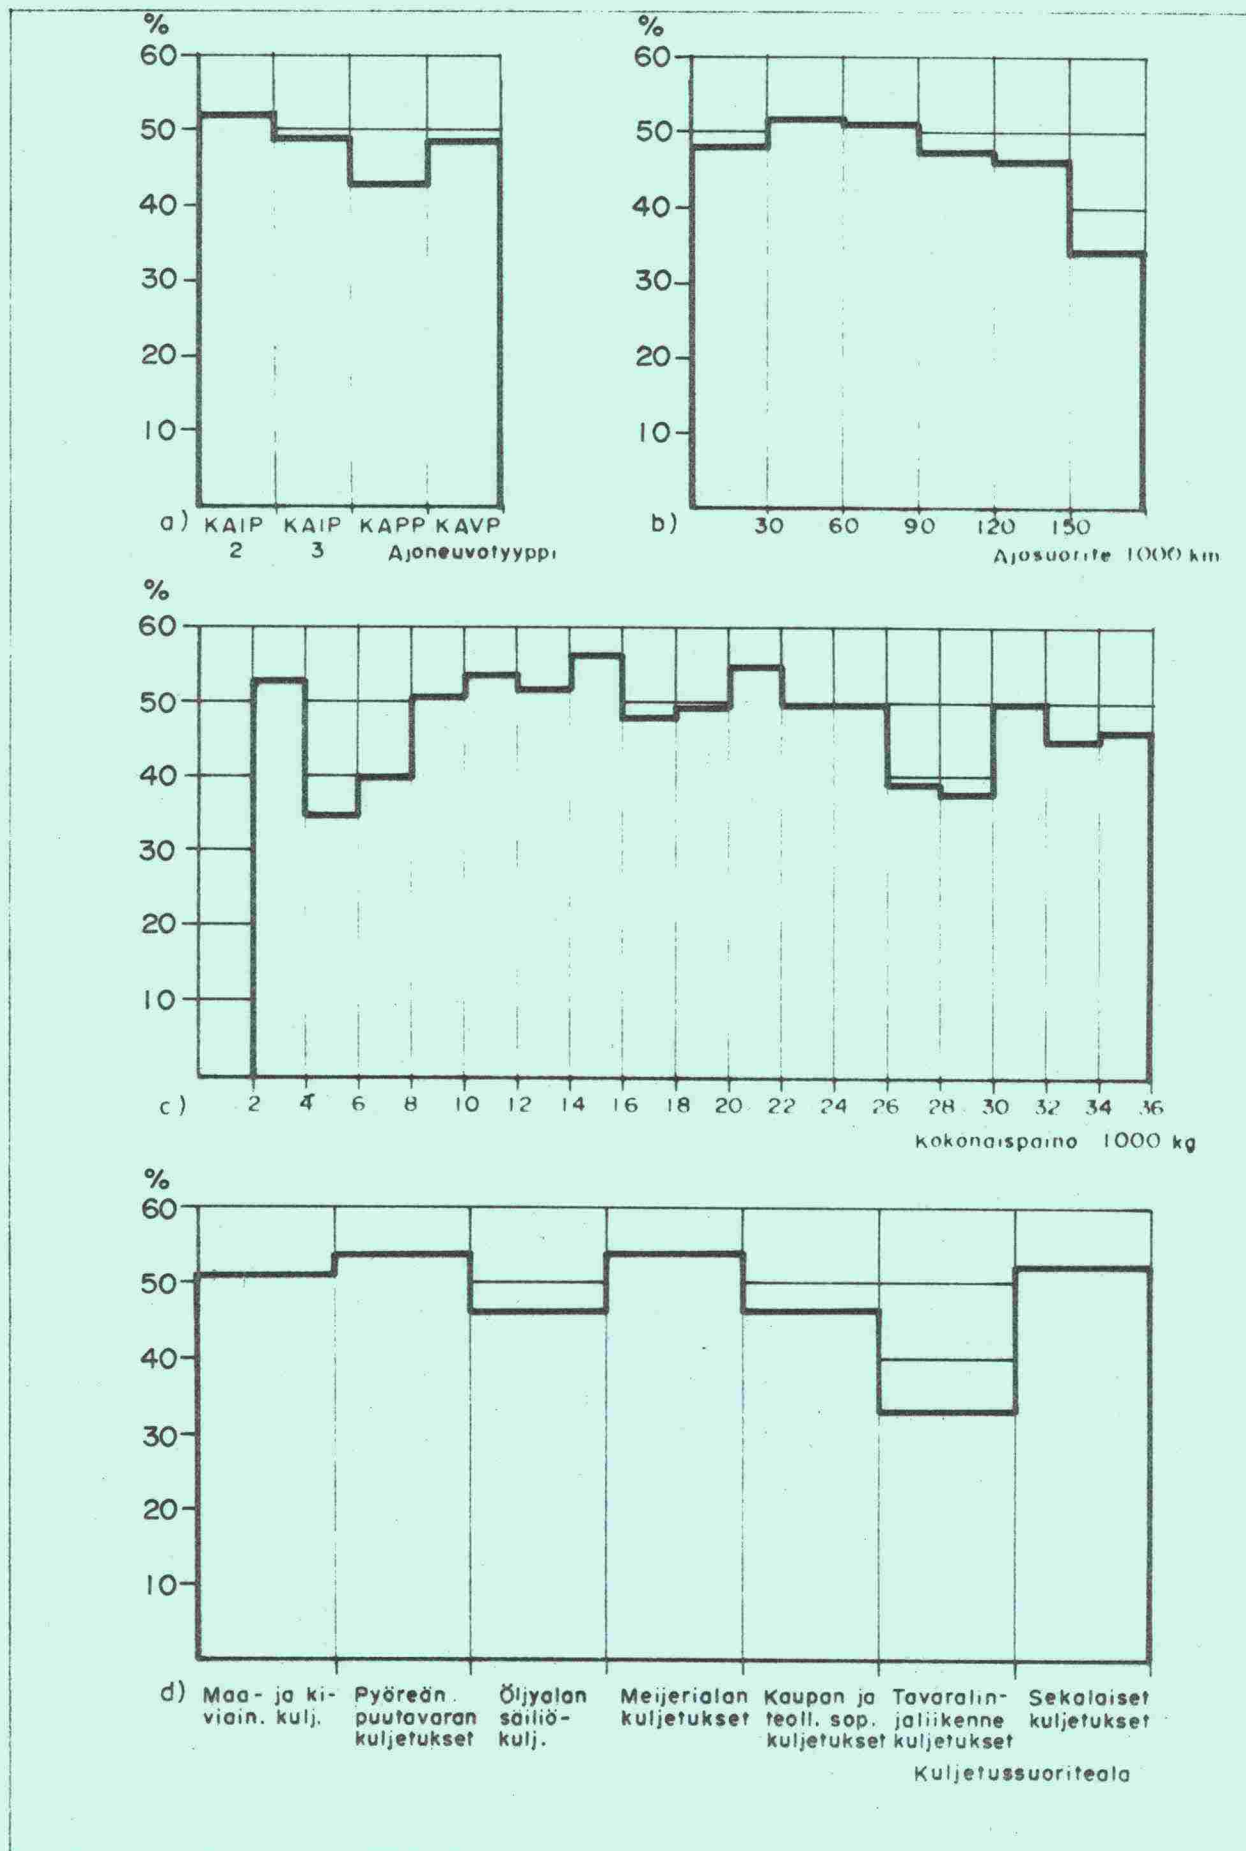 %
60
50
40
30
20
10
a) KAIP KAIP KAPP KAVP
2 3 Ajoneuvotyyppi
%
60
50
40
30
20
10
b) 30 60 90 120 150
Ajosuorite 1000 km
%
60
50
40
30
20
10
c) 2 4 6 8 10 12 14 16 18 20 22 24 26 28 30 32 34 36
Kokonaispaino 1000 kg
%
60
50
40
30
20
10
d) Maa- ja ki-
viain. kulj.
Pyöreän
puutavaran
kuljetukset
Öljyalan
säiliö-
kulj.
Meijerialan
kuljetukset
Kaupan ja
teoll. sop.
kuljetukset
Tavaralin-
jaliikenne
kuljetukset
Sekalaiset
kuljetukset
Kuljetussuoriteala